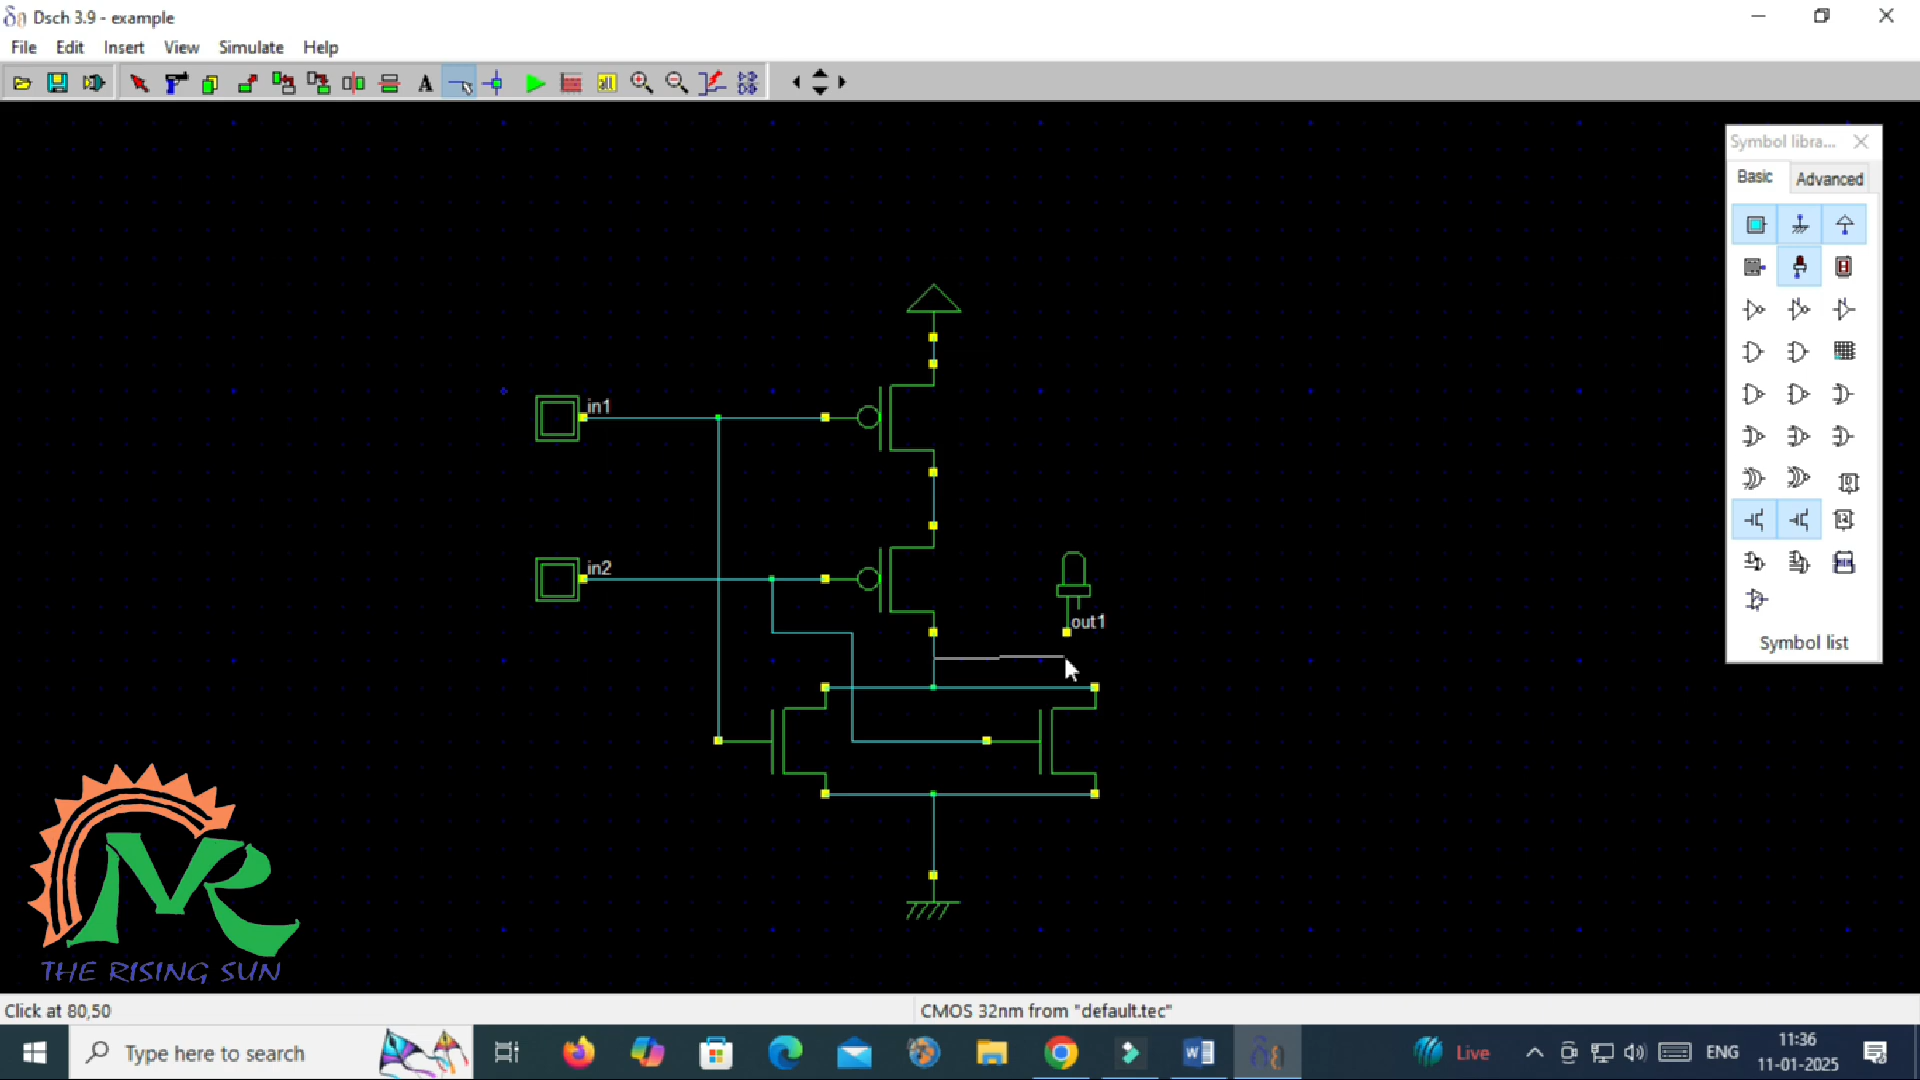 Dsch 3.9 - example
File Edit Insert View Simulate Help
A
Symbol libra...
Basic Advanced
in1
in2
out1
Symbol list
THE RISING SUN
Click at 80,50 CMOS 32nm from "default.tec"
Type here to search
Live
ENG
11:36
11-01-2025